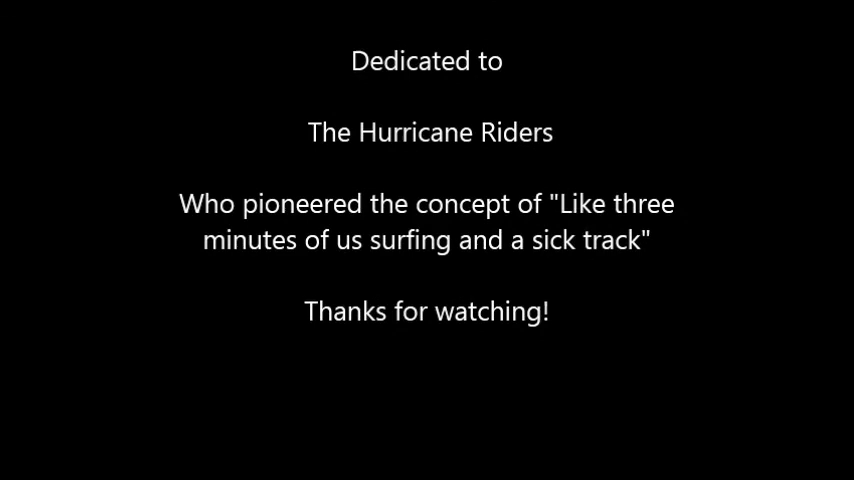 Dedicated to
The Hurricane Riders
Who pioneered the concept of "Like three
minutes of us surfing and a sick track"
Thanks for watching!